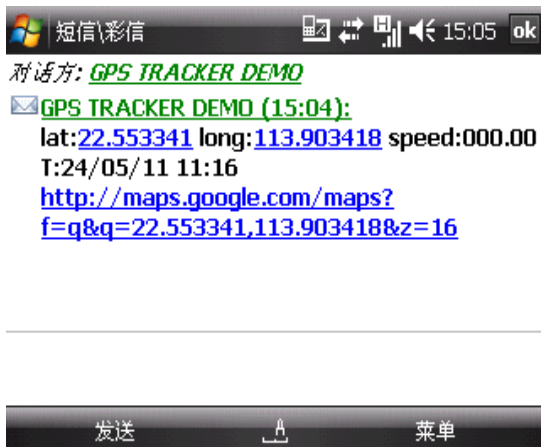 短信\彩信 15:05 ok
对话方: GPS TRACKER DEMO
GPS TRACKER DEMO (15:04):
lat:22.553341 long:113.903418 speed:000.00
T:24/05/11 11:16
http://maps.google.com/maps?
f=q&q=22.553341,113.903418&z=16
发送 菜单